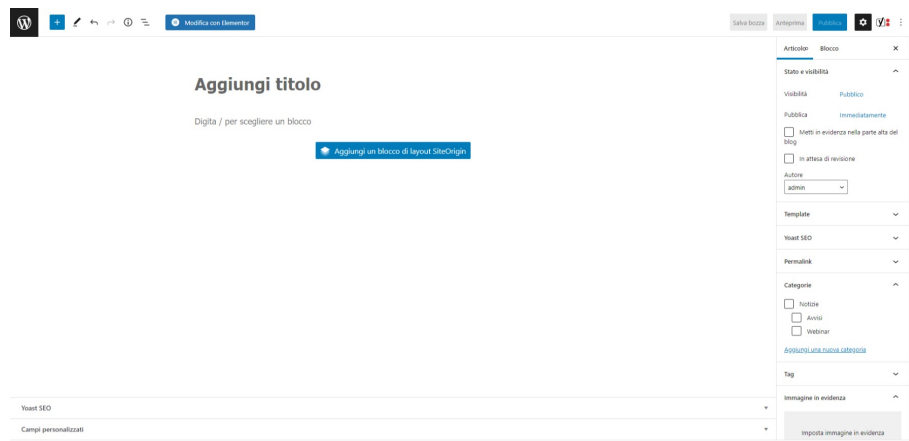 Modifica con Elementor
Salva bozza
Anteprima
Pubblica
Articolo
Blocco
Aggiungi titolo
Digita / per scegliere un blocco
Aggiungi un blocco di layout SiteOrigin
Stato e visibilità
Visibilità
Pubblico
Pubblica
Immediatamente
Metti in evidenza nella parte alta del
blog
In attesa di revisione
Autore
admin
Template
Yoast SEO
Permalink
Categorie
Notizie
Avvisi
Webinar
Aggiungi una nuova categoria
Tag
Immagine in evidenza
Imposta immagine in evidenza
Yoast SEO
Campi personalizzati